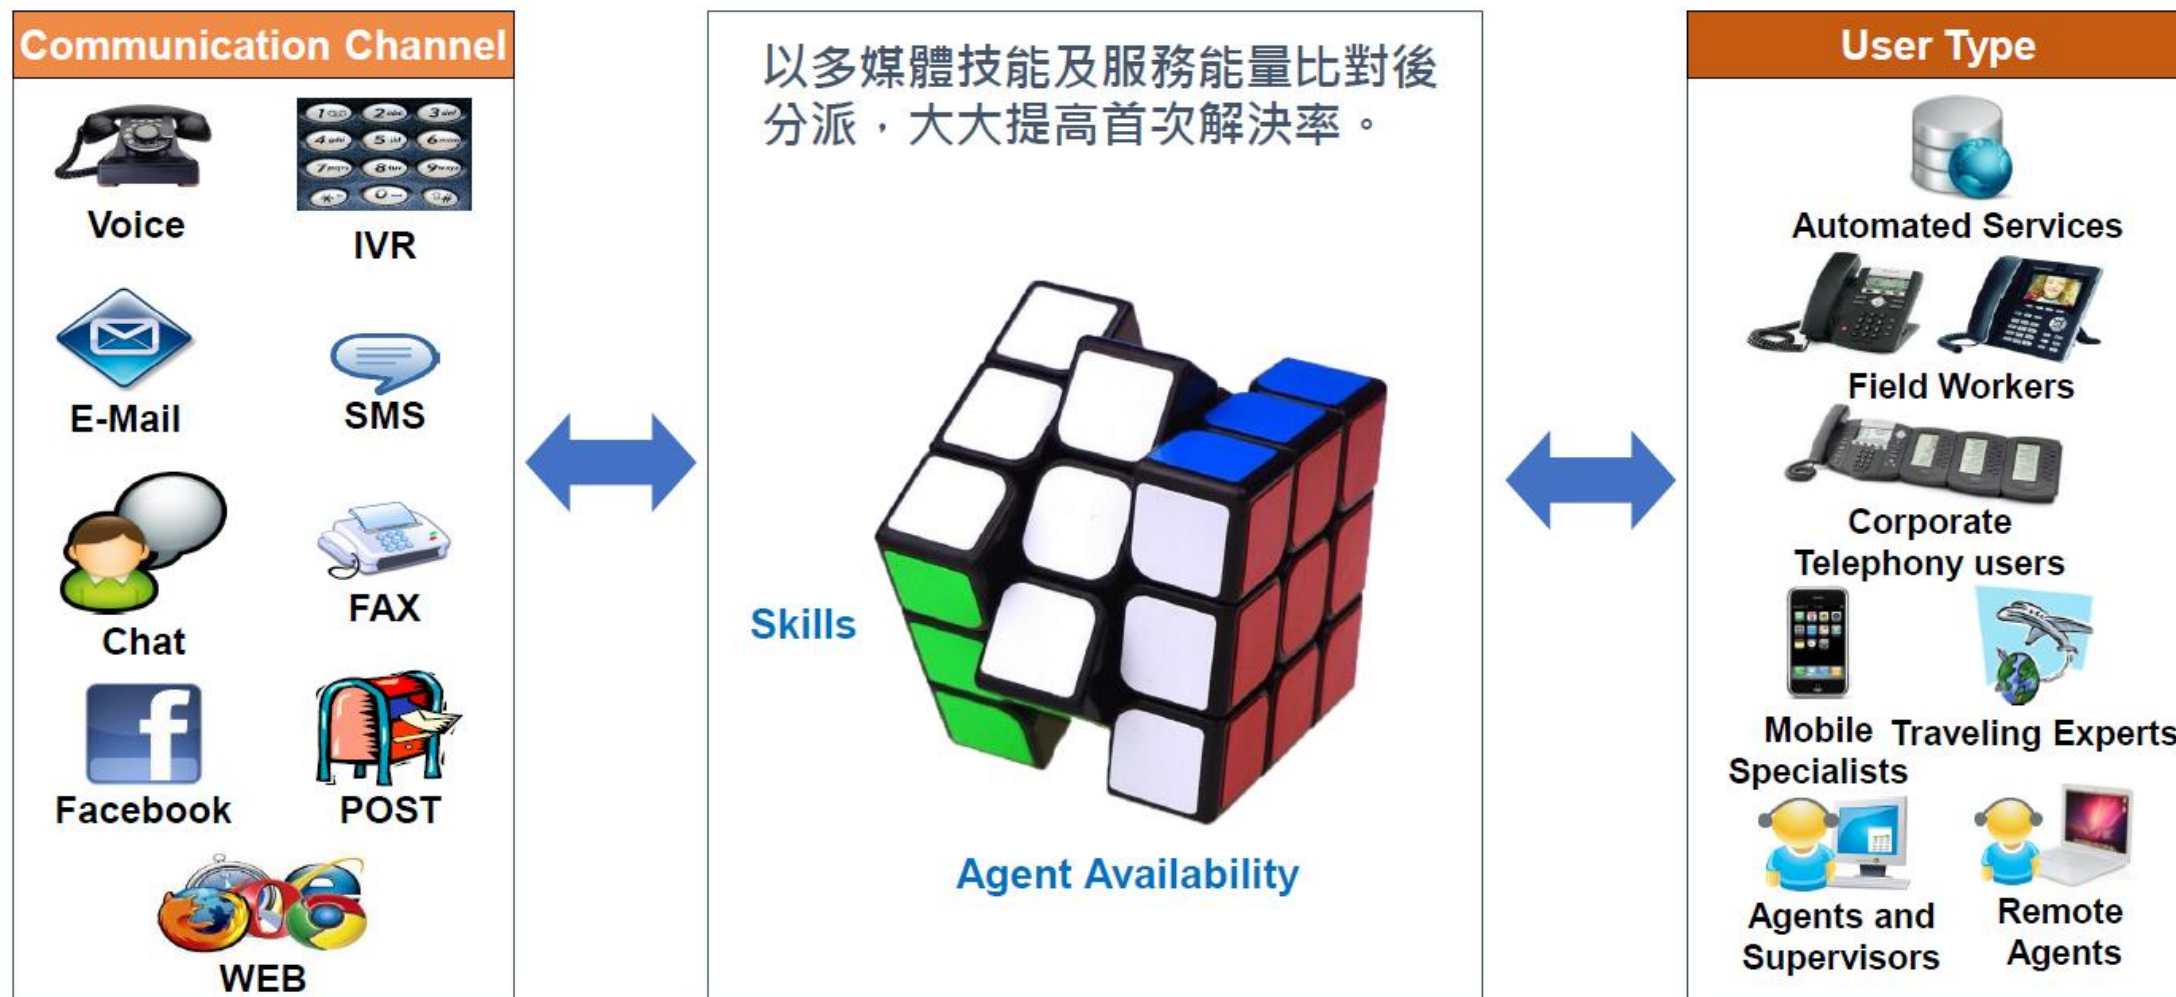 Communication Channel
Voice
IVR
E-Mail
SMS
Chat
FAX
Facebook
POST
WEB
以多媒體技能及服務能量比對後
分派，大大提高首次解決率。
Skills
Agent Availability
User Type
Automated Services
Field Workers
Corporate
Telephony users
Mobile
Specialists
Traveling Experts
Agents and
Supervisors
Remote
Agents